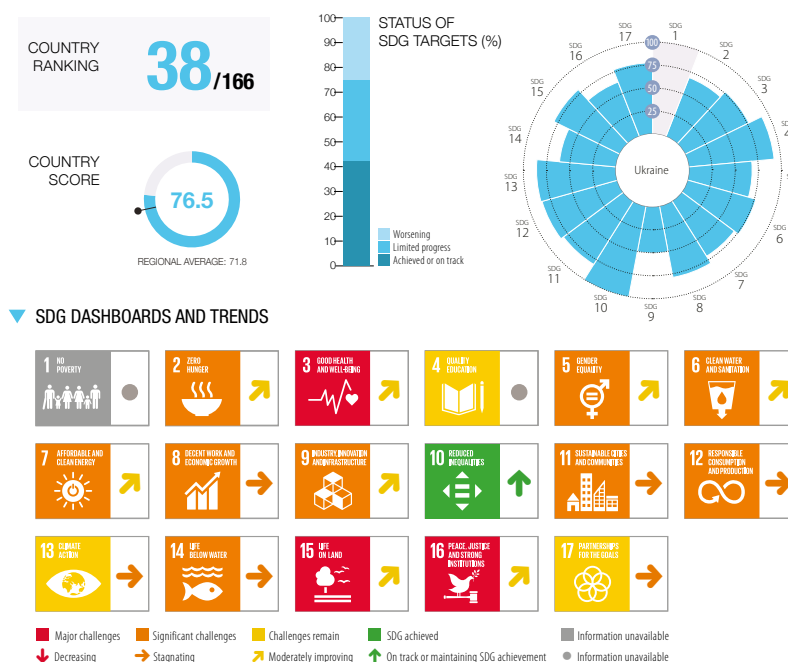 COUNTRY
RANKING
38/166
COUNTRY
SCORE
76.5
REGIONAL AVERAGE: 71.8
STATUS OF
SDG TARGETS (%)
100
90
80
70
60
50
40
30
20
10
0
Worsening
Limited progress
Achieved or on track
SDG
1
SDG
2
SDG
3
4
SDG
6
SDG
7
SDG
8
SDG
9
SDG
10
SDG
11
SDG
12
SDG
13
SDG
14
SDG
15
SDG
16
SDG
17
100
75
50
25
Ukraine
SDG DASHBOARDS AND TRENDS
1 NO
POVERTY
2 ZERO
HUNGER
3 GOOD HEALTH
AND WELL-BEING
4 QUALITY
EDUCATION
5 GENDER
EQUALITY
6 CLEAN WATER
AND SANITATION
7 AFFORDABLE AND
CLEAN ENERGY
8 DECENT WORK AND
ECONOMIC GROWTH
9 INDUSTRY, INNOVATION
AND INFRASTRUCTURE
10 REDUCED
INEQUALITIES
11 SUSTAINABLE CITIES
AND COMMUNITIES
12 RESPONSIBLE
CONSUMPTION
AND PRODUCTION
13 CLIMATE
ACTION
14 LIFE
BELOW WATER
15 LIFE
ON LAND
16 PEACE, JUSTICE
AND STRONG
INSTITUTIONS
17 PARTNERSHIPS
FOR THE GOALS
Major challenges
Significant challenges
Challenges remain
SDG achieved
Information unavailable
Decreasing
Stagnating
Moderately improving
On track or maintaining SDG achievement
Information unavailable